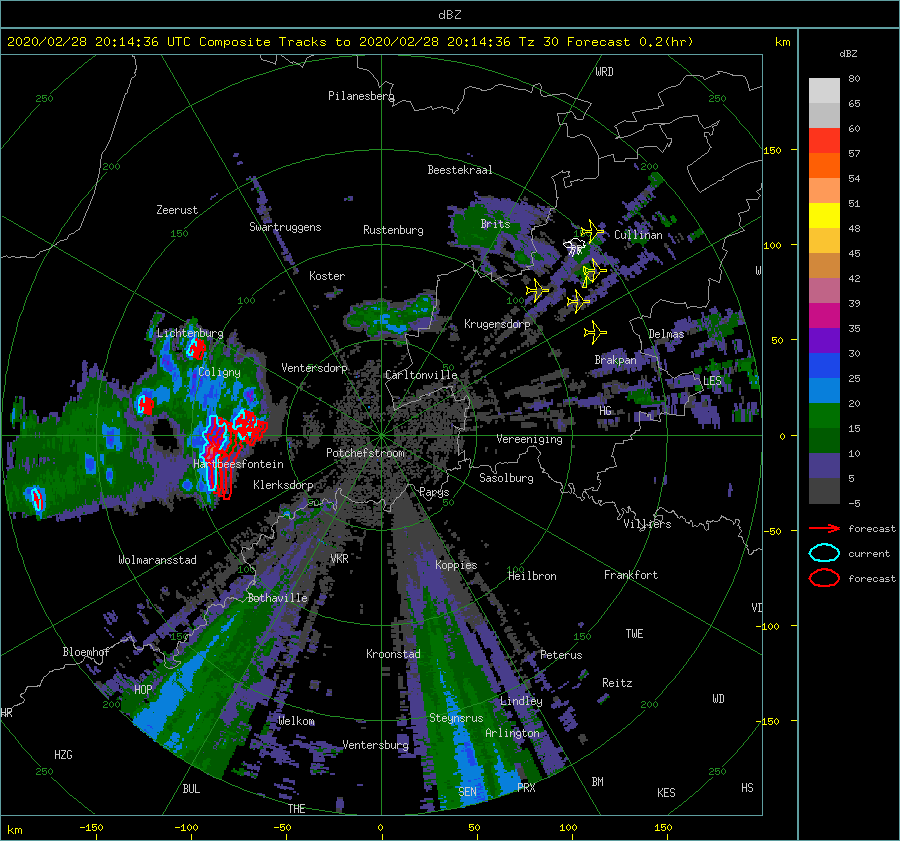 dBZ
2020/02/28 20:14:36 UTC Composite Tracks to 2020/02/28 20:14:36 Tz 30 Forecast 0.2(hr)
km
dBZ
WRD
80
250
Pilanesberg
250
65
60
150
57
200
Beestekraal
200
54
Zeerust
51
150
Swartruggens
Rustenburg
Brits
Cullinan
48
100
45
Koster
W
42
100
100
39
Lichtenburg
Krugersdorp
Delmas
35
50
Coligny
Ventersdorp
Carltonville
Brakpan
30
50
LES
25
HG
20
Vereeniging
0
15
Potchefstroom
10
Hartbeesfontein
Klerksdorp
Sasolburg
5
Parys
50
50
-5
Villiers
forecast
-50
Wolmaransstad
VKR
Koppies
current
100
100
Heilbron
Frankfort
forecast
Bothaville
VD
-100
150
150
TWE
Bloemhof
Kroonstad
Peterus
HOP
Reitz
200
Lindley
200
WD
HR
Welkom
Steynsrus
-150
Arlington
HZG
Ventersburg
250
250
BUL
SEN
PRX
BM
KES
HS
THE
km
-150
-100
-50
0
50
100
150